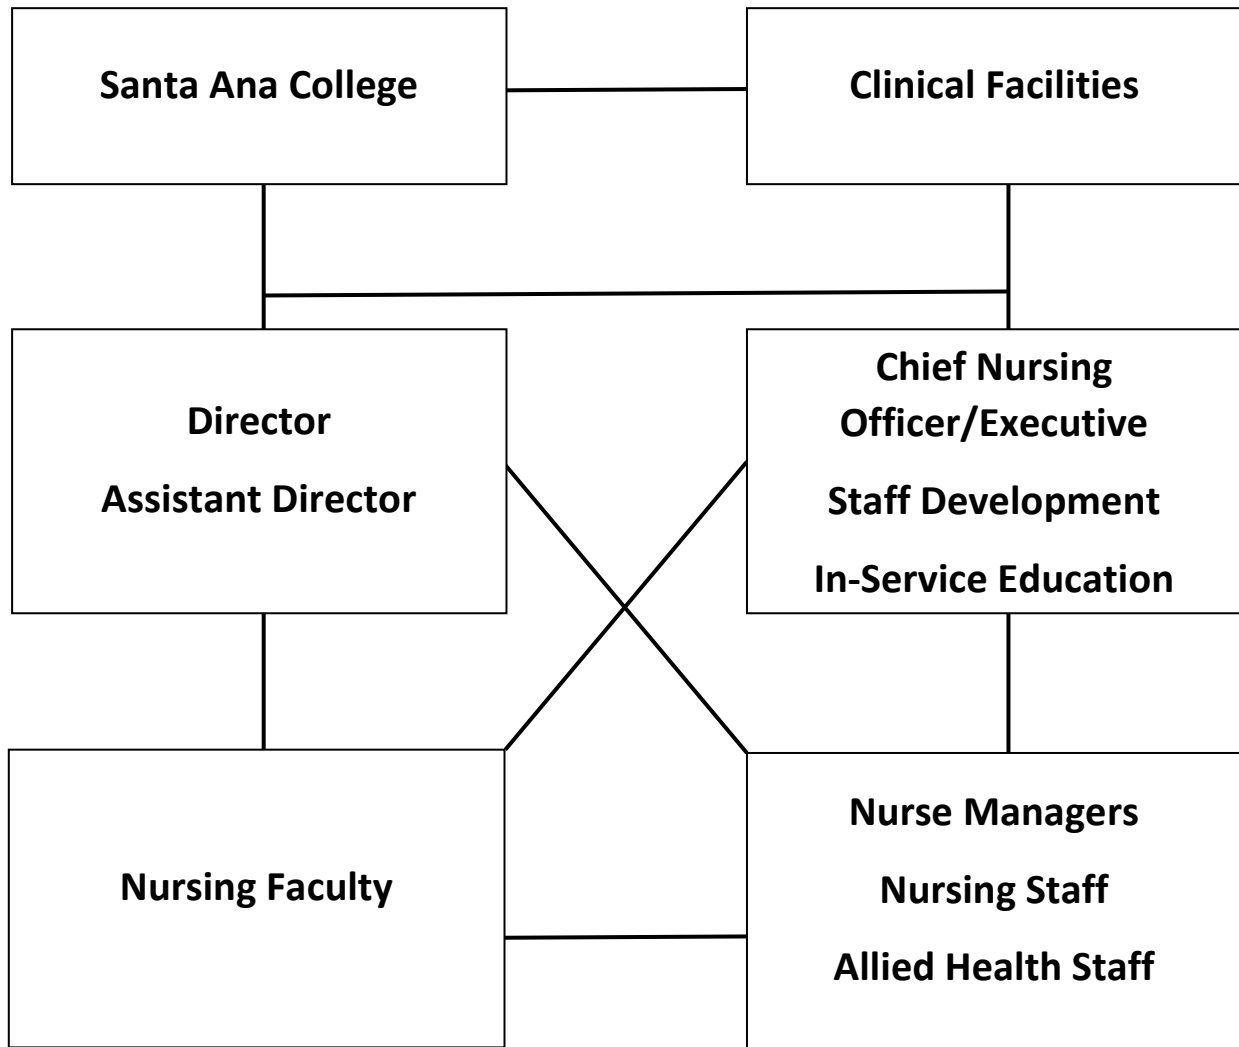 Santa Ana College
Clinical Facilities
Director
Assistant Director
Chief Nursing
Officer/Executive
Staff Development
In-Service Education
Nursing Faculty
Nurse Managers
Nursing Staff
Allied Health Staff